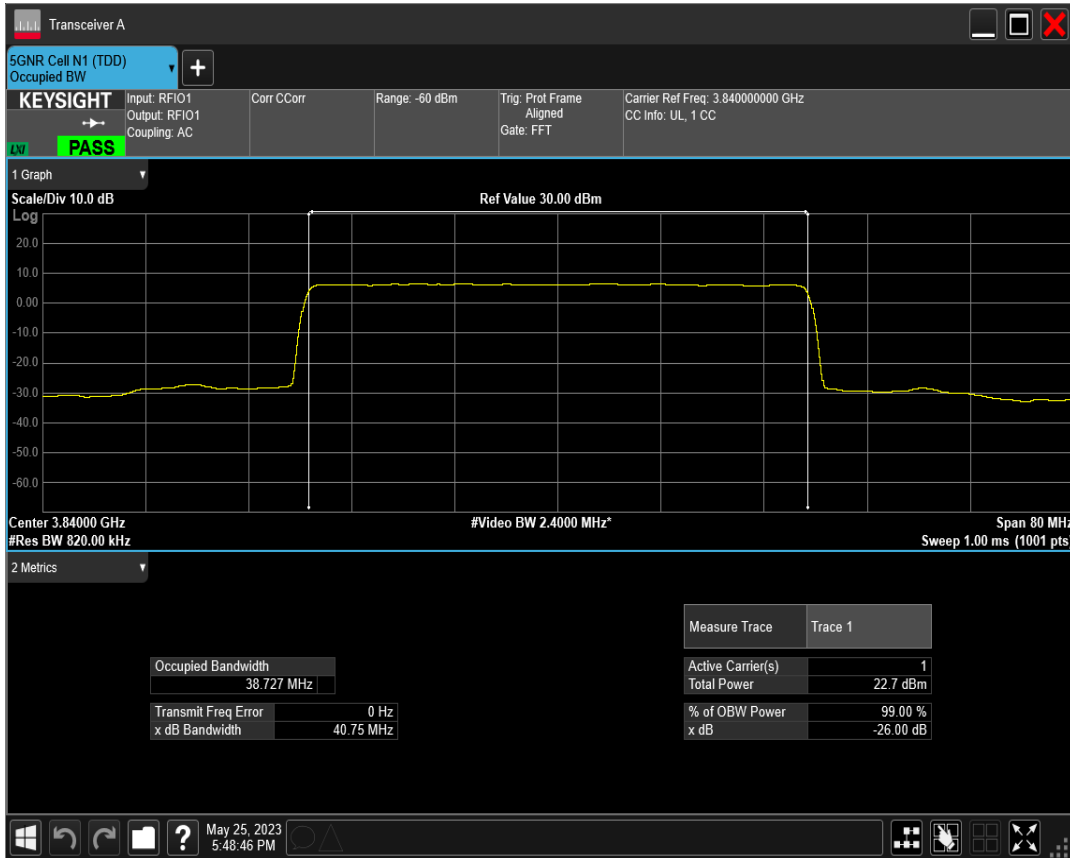 Transceiver A
5GNR Cell N1 (TDD)
Occupied BW
+
KEYSIGHT
LXI
PASS
Input: RFIO1
Output: RFIO1
Coupling: AC
Corr CCorr
Range: -60 dBm
Trig: Prot Frame
Aligned
Gate: FFT
Carrier Ref Freq: 3.840000000 GHz
CC Info: UL, 1 CC
1 Graph
Scale/Div 10.0 dB
Ref Value 30.00 dBm
Log
20.0
10.0
0.00
-10.0
-20.0
-30.0
-40.0
-50.0
-60.0
Center 3.84000 GHz
#Video BW 2.4000 MHz*
Span 80 MHz
#Res BW 820.00 kHz
Sweep 1.00 ms (1001 pts)
2 Metrics
Measure Trace Trace 1
Occupied Bandwidth
38.727 MHz
Transmit Freq Error 0 Hz
x dB Bandwidth 40.75 MHz
Active Carrier(s) 1
Total Power 22.7 dBm
% of OBW Power 99.00 %
x dB -26.00 dB
?
May 25, 2023
5:48:46 PM